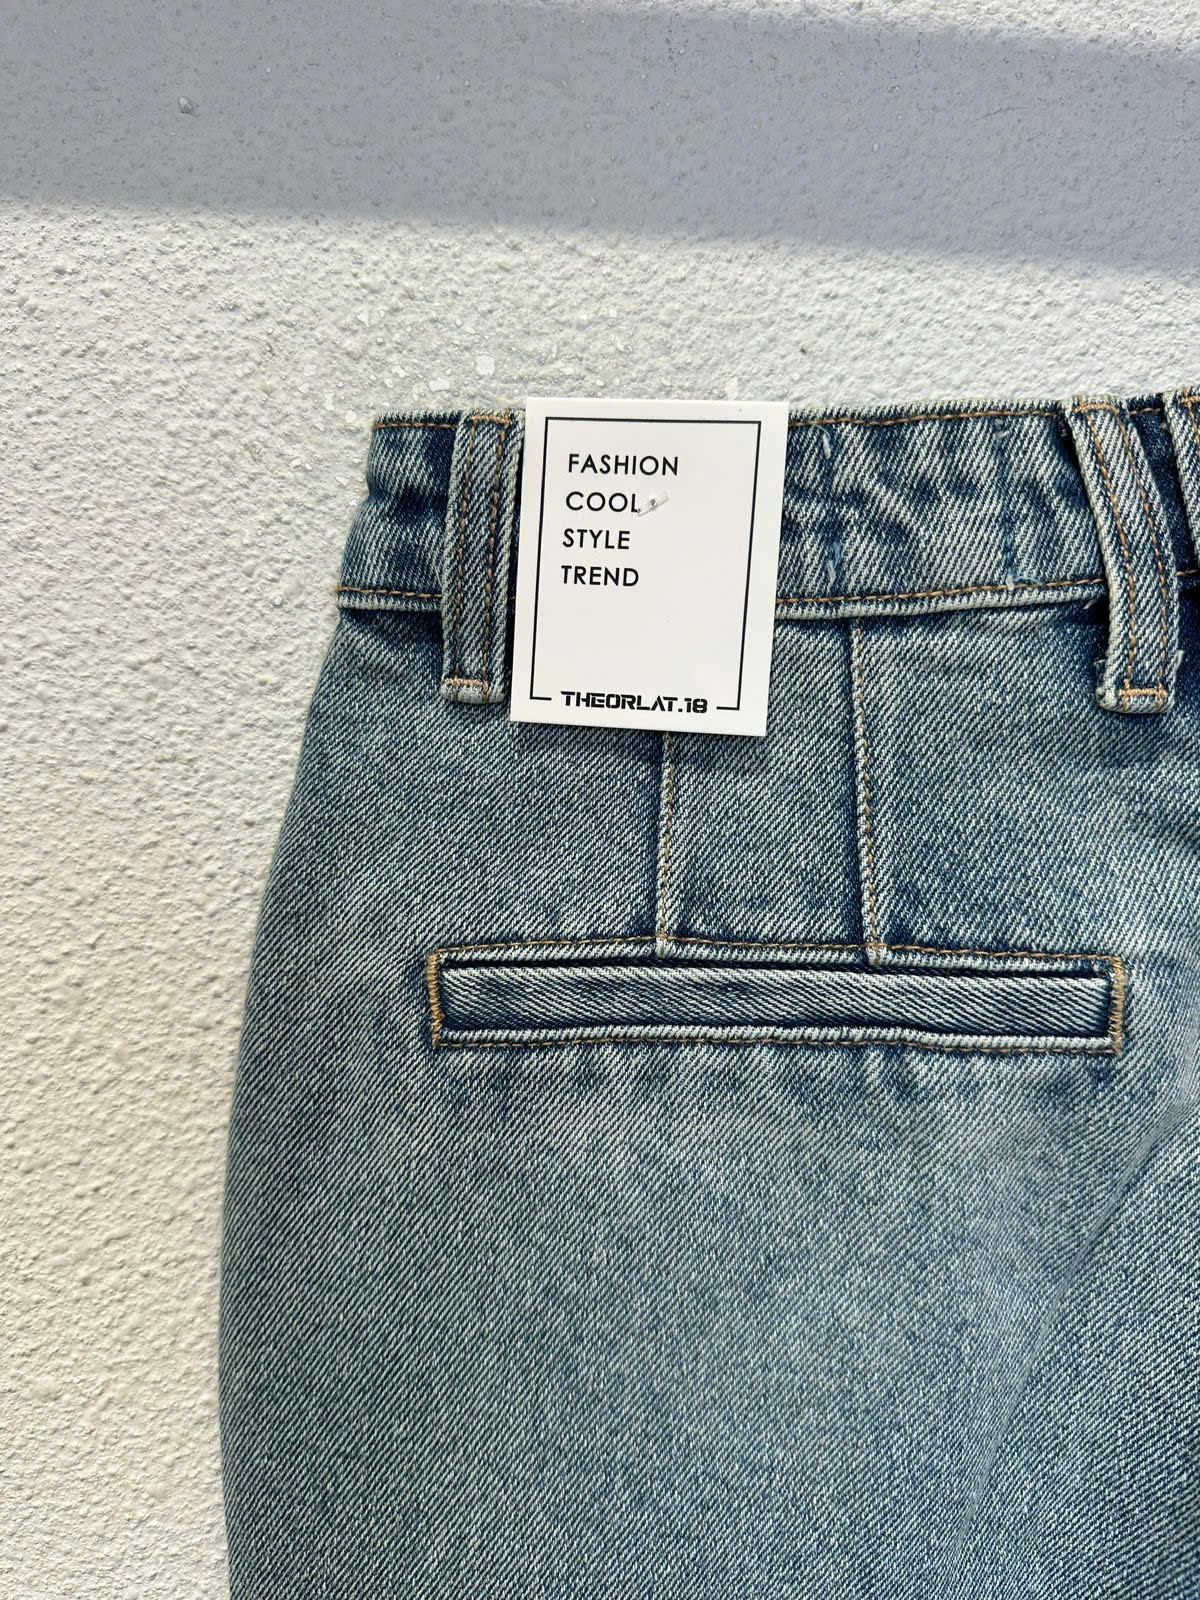 FASHION
COOL
STYLE
TREND
THEORLAT.18